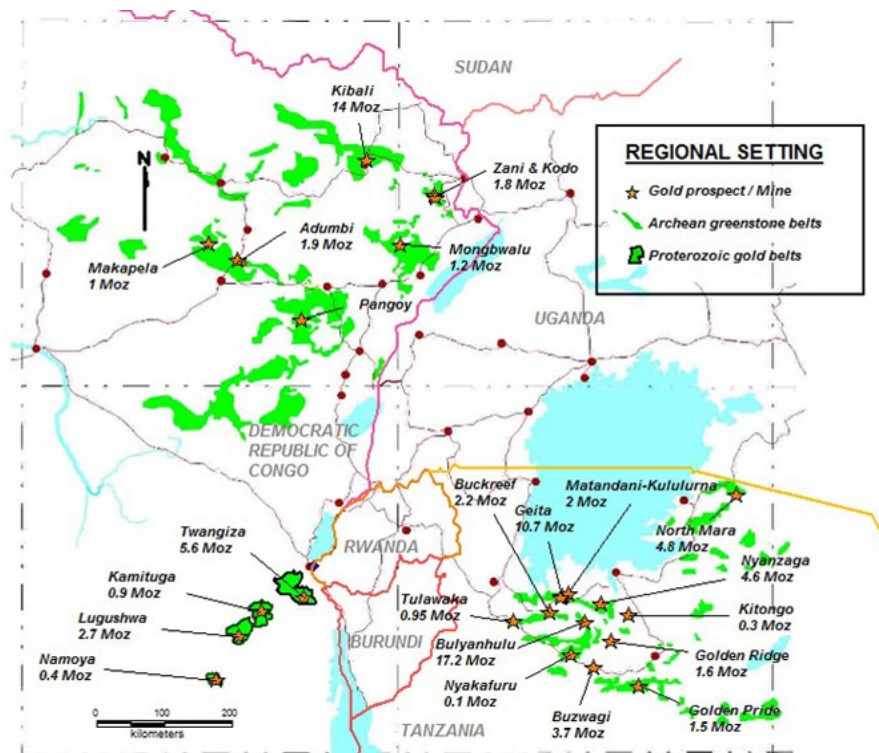 SUDAN
Kibali
14 Moz
REGIONAL SETTING
Gold prospect / Mine
Archean greenstone belts
Proterozoic gold belts
N
Zani & Kodo
1.8 Moz
Adumbi
1.9 Moz
Makapela
1 Moz
Mongbwalu
1.2 Moz
Pangoy
UGANDA
DEMOCRATIC
REPUBLIC OF
CONGO
Buckreef
2.2 Moz
Matandani-Kululurna
2 Moz
Geita
10.7 Moz
North Mara
4.8 Moz
Twangiza
5.6 Moz
RWANDA
Nyanzaga
4.6 Moz
Kamituga
0.9 Moz
Tulawaka
0.95 Moz
Kitongo
0.3 Moz
Lugushwa
2.7 Moz
BURUNDI
Bulyanhulu
17.2 Moz
Golden Ridge
1.6 Moz
Namoya
0.4 Moz
Nyakafuru
0.1 Moz
Buzwagi
3.7 Moz
Golden Pride
1.5 Moz
0 100 200
kilometers
TANZANIA